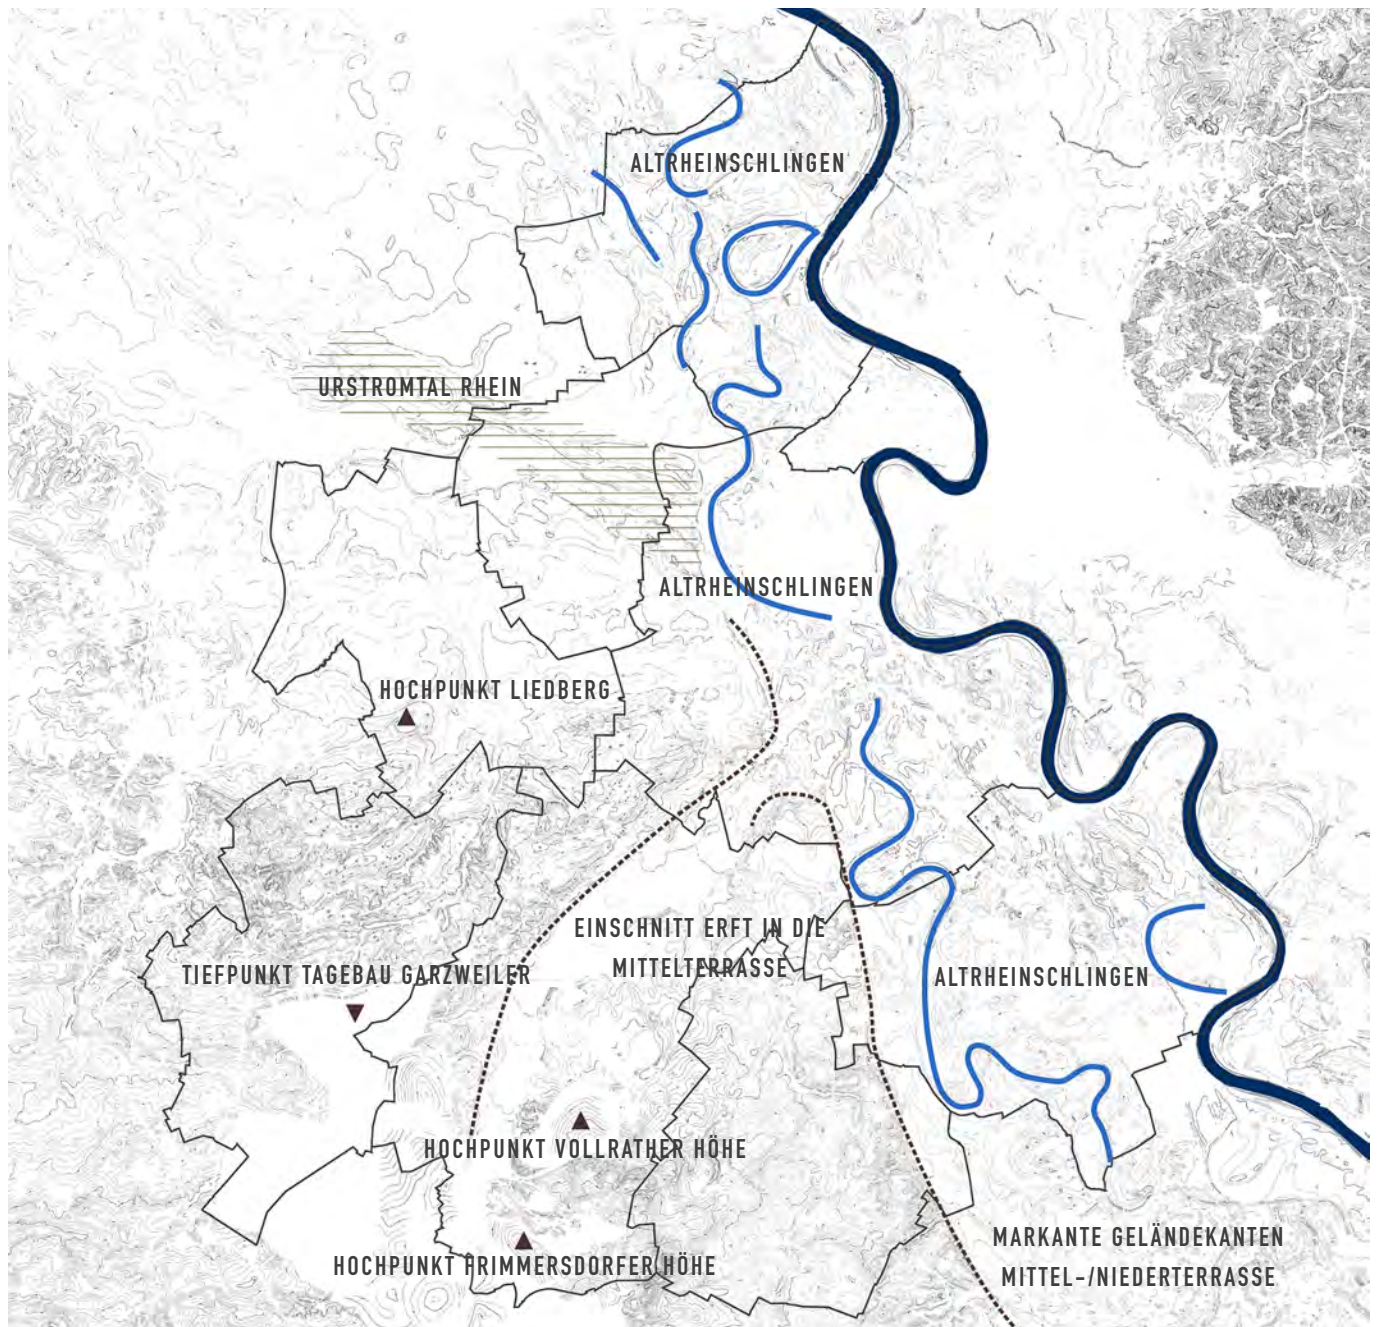 ALTRHEINSCHLINGEN
URSTROMTAL RHEIN
ALTRHEINSCHLINGEN
HOCHPUNKT LIEDBERG
EINSCHNITT ERFT IN DIE
MITTELTERRASSE
TIEFPUNKT TAGEBAU GARZWEILER
ALTRHEINSCHLINGEN
HOCHPUNKT VOLLRATHER HÖHE
MARKANTE GELÄNDEKANTEN
MITTEL-/NIEDERTERRASSE
HOCHPUNKT FRIMMERSDORFER HÖHE